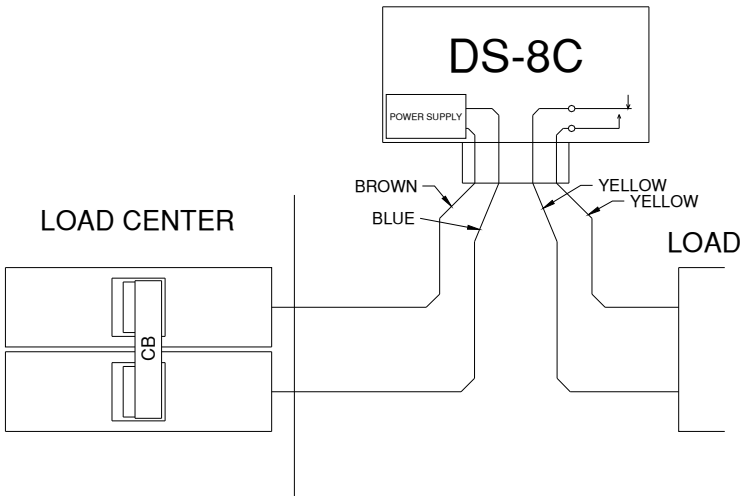 DS-8C
POWER SUPPLY
BROWN
YELLOW
YELLOW
BLUE
LOAD CENTER
LOAD
CB